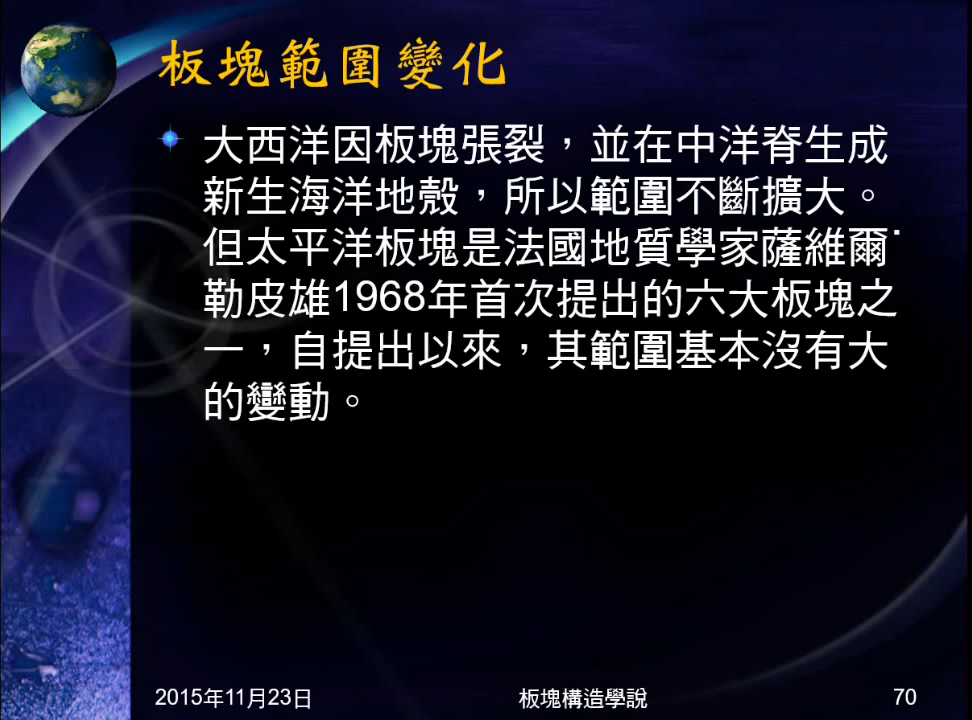 板塊範圍變化
大西洋因板塊張裂，並在中洋脊生成
新生海洋地殼，所以範圍不斷擴大。
但太平洋板塊是法國地質學家薩維爾˙
勒皮雄1968年首次提出的六大板塊之
一，自提出以來，其範圍基本沒有大
的變動。
2015年11月23日
板塊構造學說
70